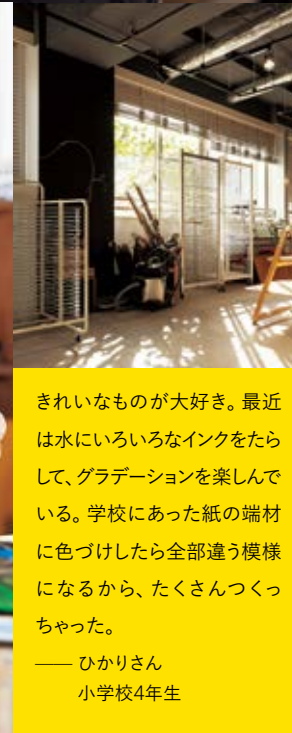 きれいなものが大好き。最近
は水にいろいろなインクをたら
して、グラデーションを楽しんで
いる。学校にあった紙の端材
に色づけしたら全部違う模様
になるから、たくさんつくっ
ちゃった。
—— ひかりさん
小学校4年生